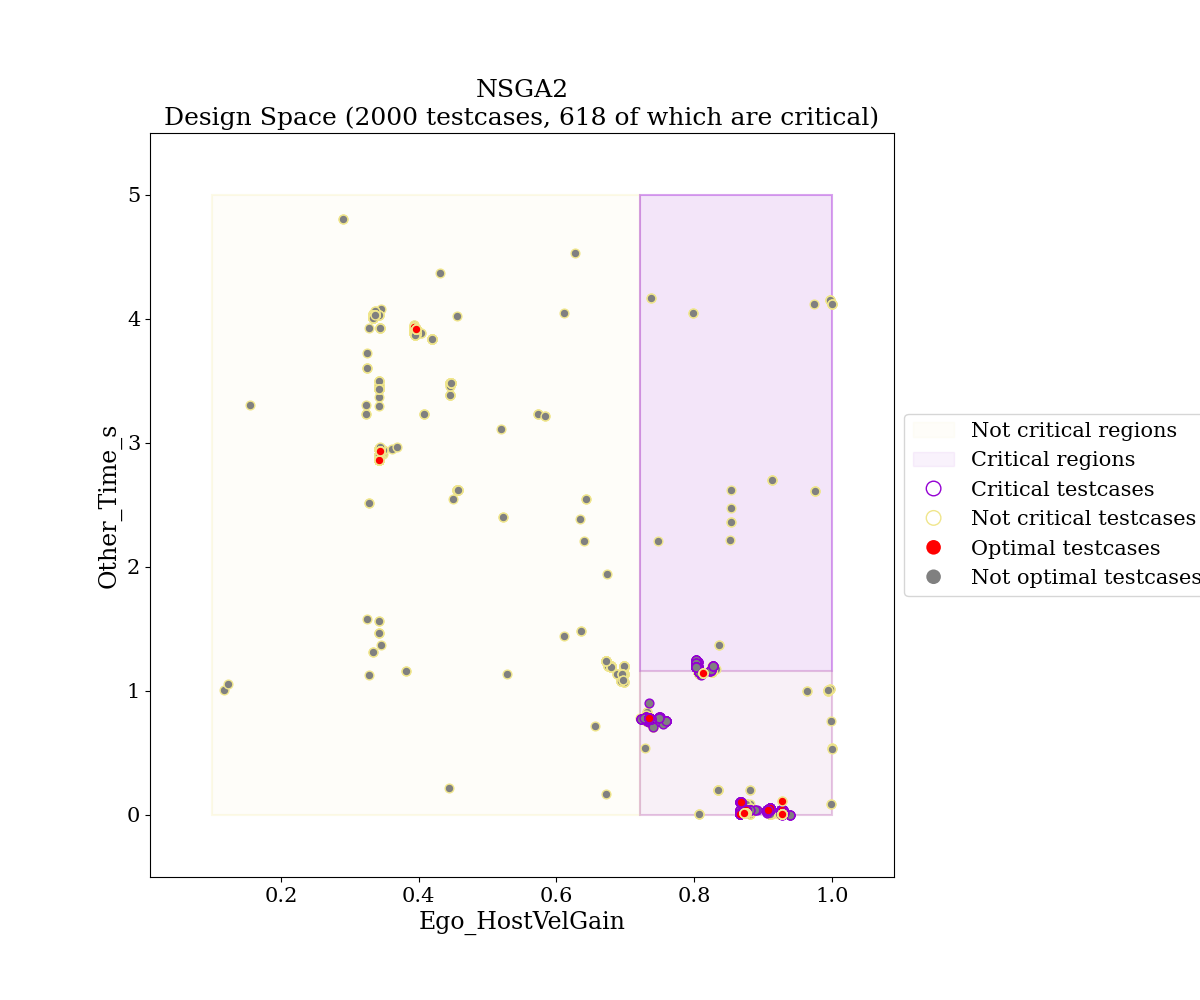 NSGA2
Design Space (2000 testcases, 618 of which are critical)
5
4
3
2
1
0
Other_Time_s
0.2
0.4
0.6
0.8
1.0
Ego_HostVelGain
Not critical regions
Critical regions
Critical testcases
Not critical testcases
Optimal testcases
Not optimal testcases